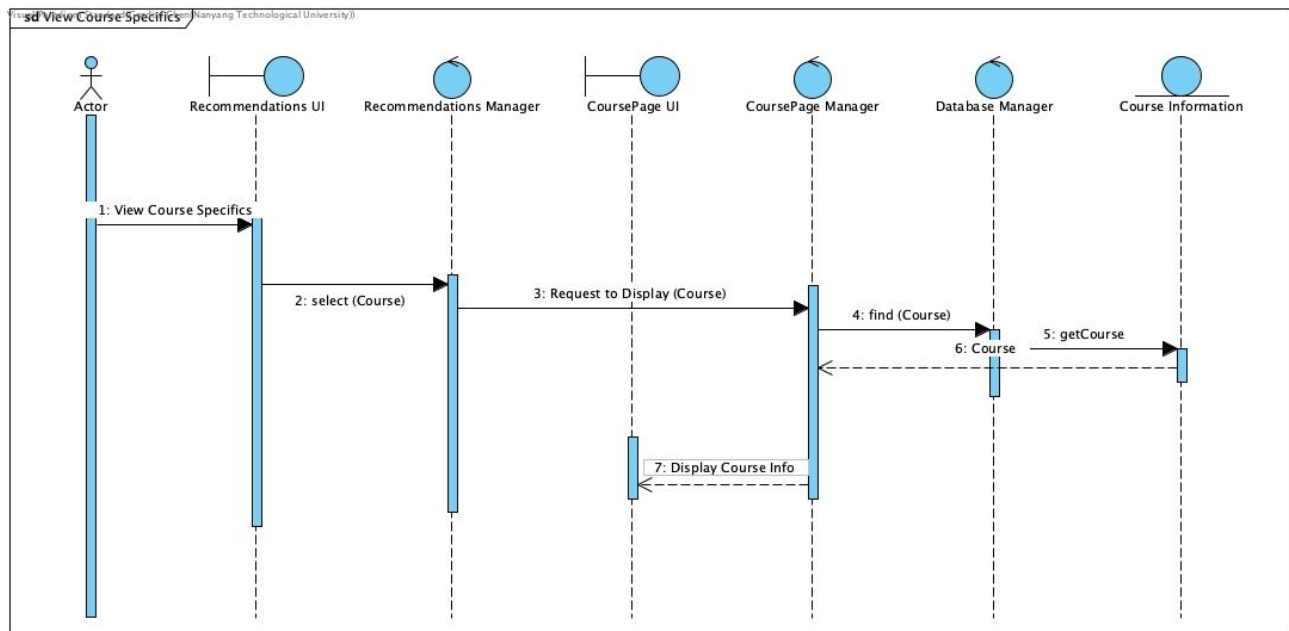 sd View Course Specifics
Nanyang Technological University))
Actor
Recommendations UI
Recommendations Manager
CoursePage UI
CoursePage Manager
Database Manager
Course Information
1: View Course Specifics
2: select (Course)
3: Request to Display (Course)
4: find (Course)
5: getCourse
6: Course
7: Display Course Info